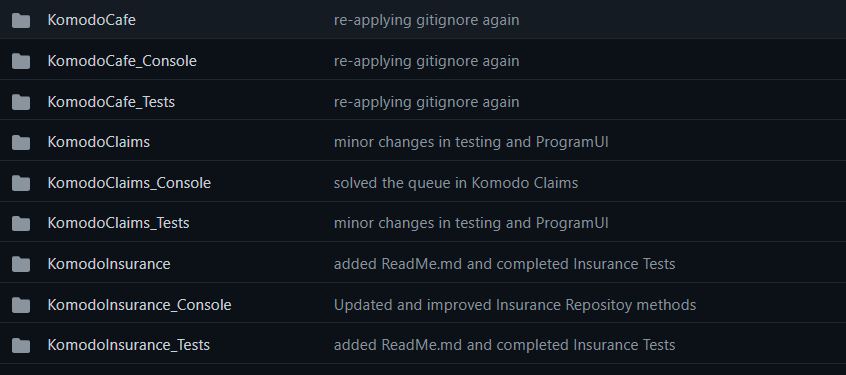 KomodoCafe re-applying gitignore again
KomodoCafe_Console re-applying gitignore again
KomodoCafe_Tests re-applying gitignore again
KomodoClaims minor changes in testing and ProgramUI
KomodoClaims_Console solved the queue in Komodo Claims
KomodoClaims_Tests minor changes in testing and ProgramUI
KomodoInsurance added ReadMe.md and completed Insurance Tests
KomodoInsurance_Console Updated and improved Insurance Repositoy methods
KomodoInsurance_Tests added ReadMe.md and completed Insurance Tests